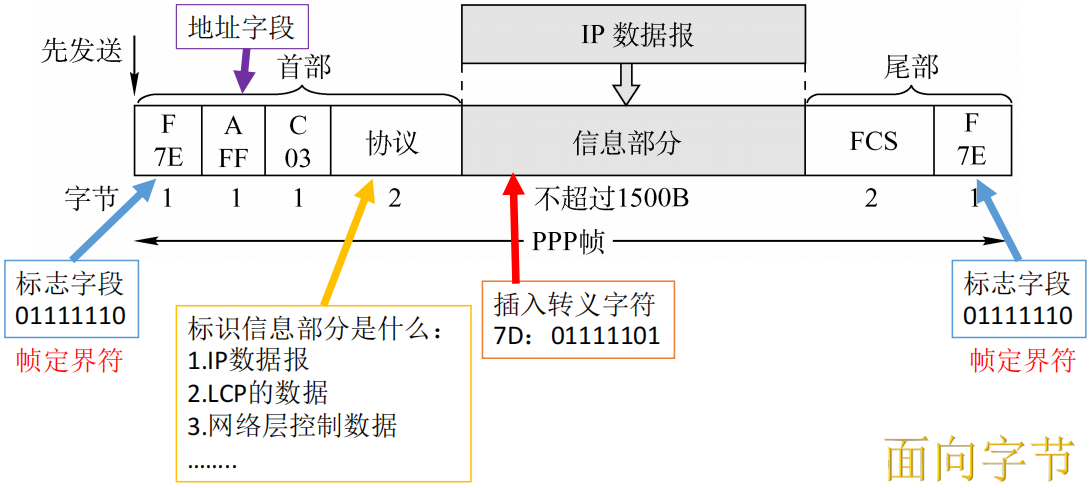 地址字段
IP 数据报
先发送
首部
尾部
F
7E
A
FF
C
03
协议
信息部分
FCS
F
7E
字节
1
1
1
2
不超过1500B
2
1
PPP帧
标志字段
01111110
帧定界符
标识信息部分是什么：
1.IP数据报
2.LCP的数据
3.网络层控制数据
........
插入转义字符
7D：01111101
标志字段
01111110
帧定界符
面向字节